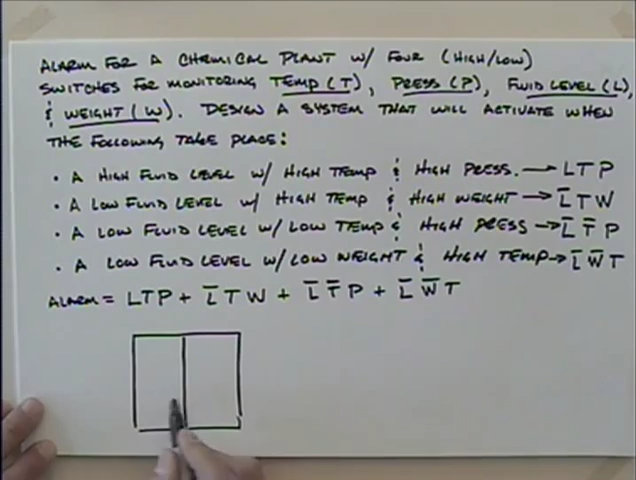 ALARM FOR A CHEMICAL PLANT W/ FOUR (HIGH/LOW)
SWITCHES FOR MONITORING TEMP (T), PRESS (P), FLUID LEVEL (L),
& WEIGHT (W). DESIGN A SYSTEM THAT WILL ACTIVATE WHEN
THE FOLLOWING TAKE PLACE:
• A HIGH FLUID LEVEL W/ HIGH TEMP & HIGH PRESS. → LTP
• A LOW FLUID LEVEL W/ HIGH TEMP & HIGH WEIGHT → L̅TW
• A LOW FLUID LEVEL W/ LOW TEMP & HIGH PRESS → L̅T̅P
• A LOW FLUID LEVEL W/ LOW WEIGHT & HIGH TEMP → L̅W̅T
ALARM = LTP + L̅TW + L̅T̅P + L̅W̅T